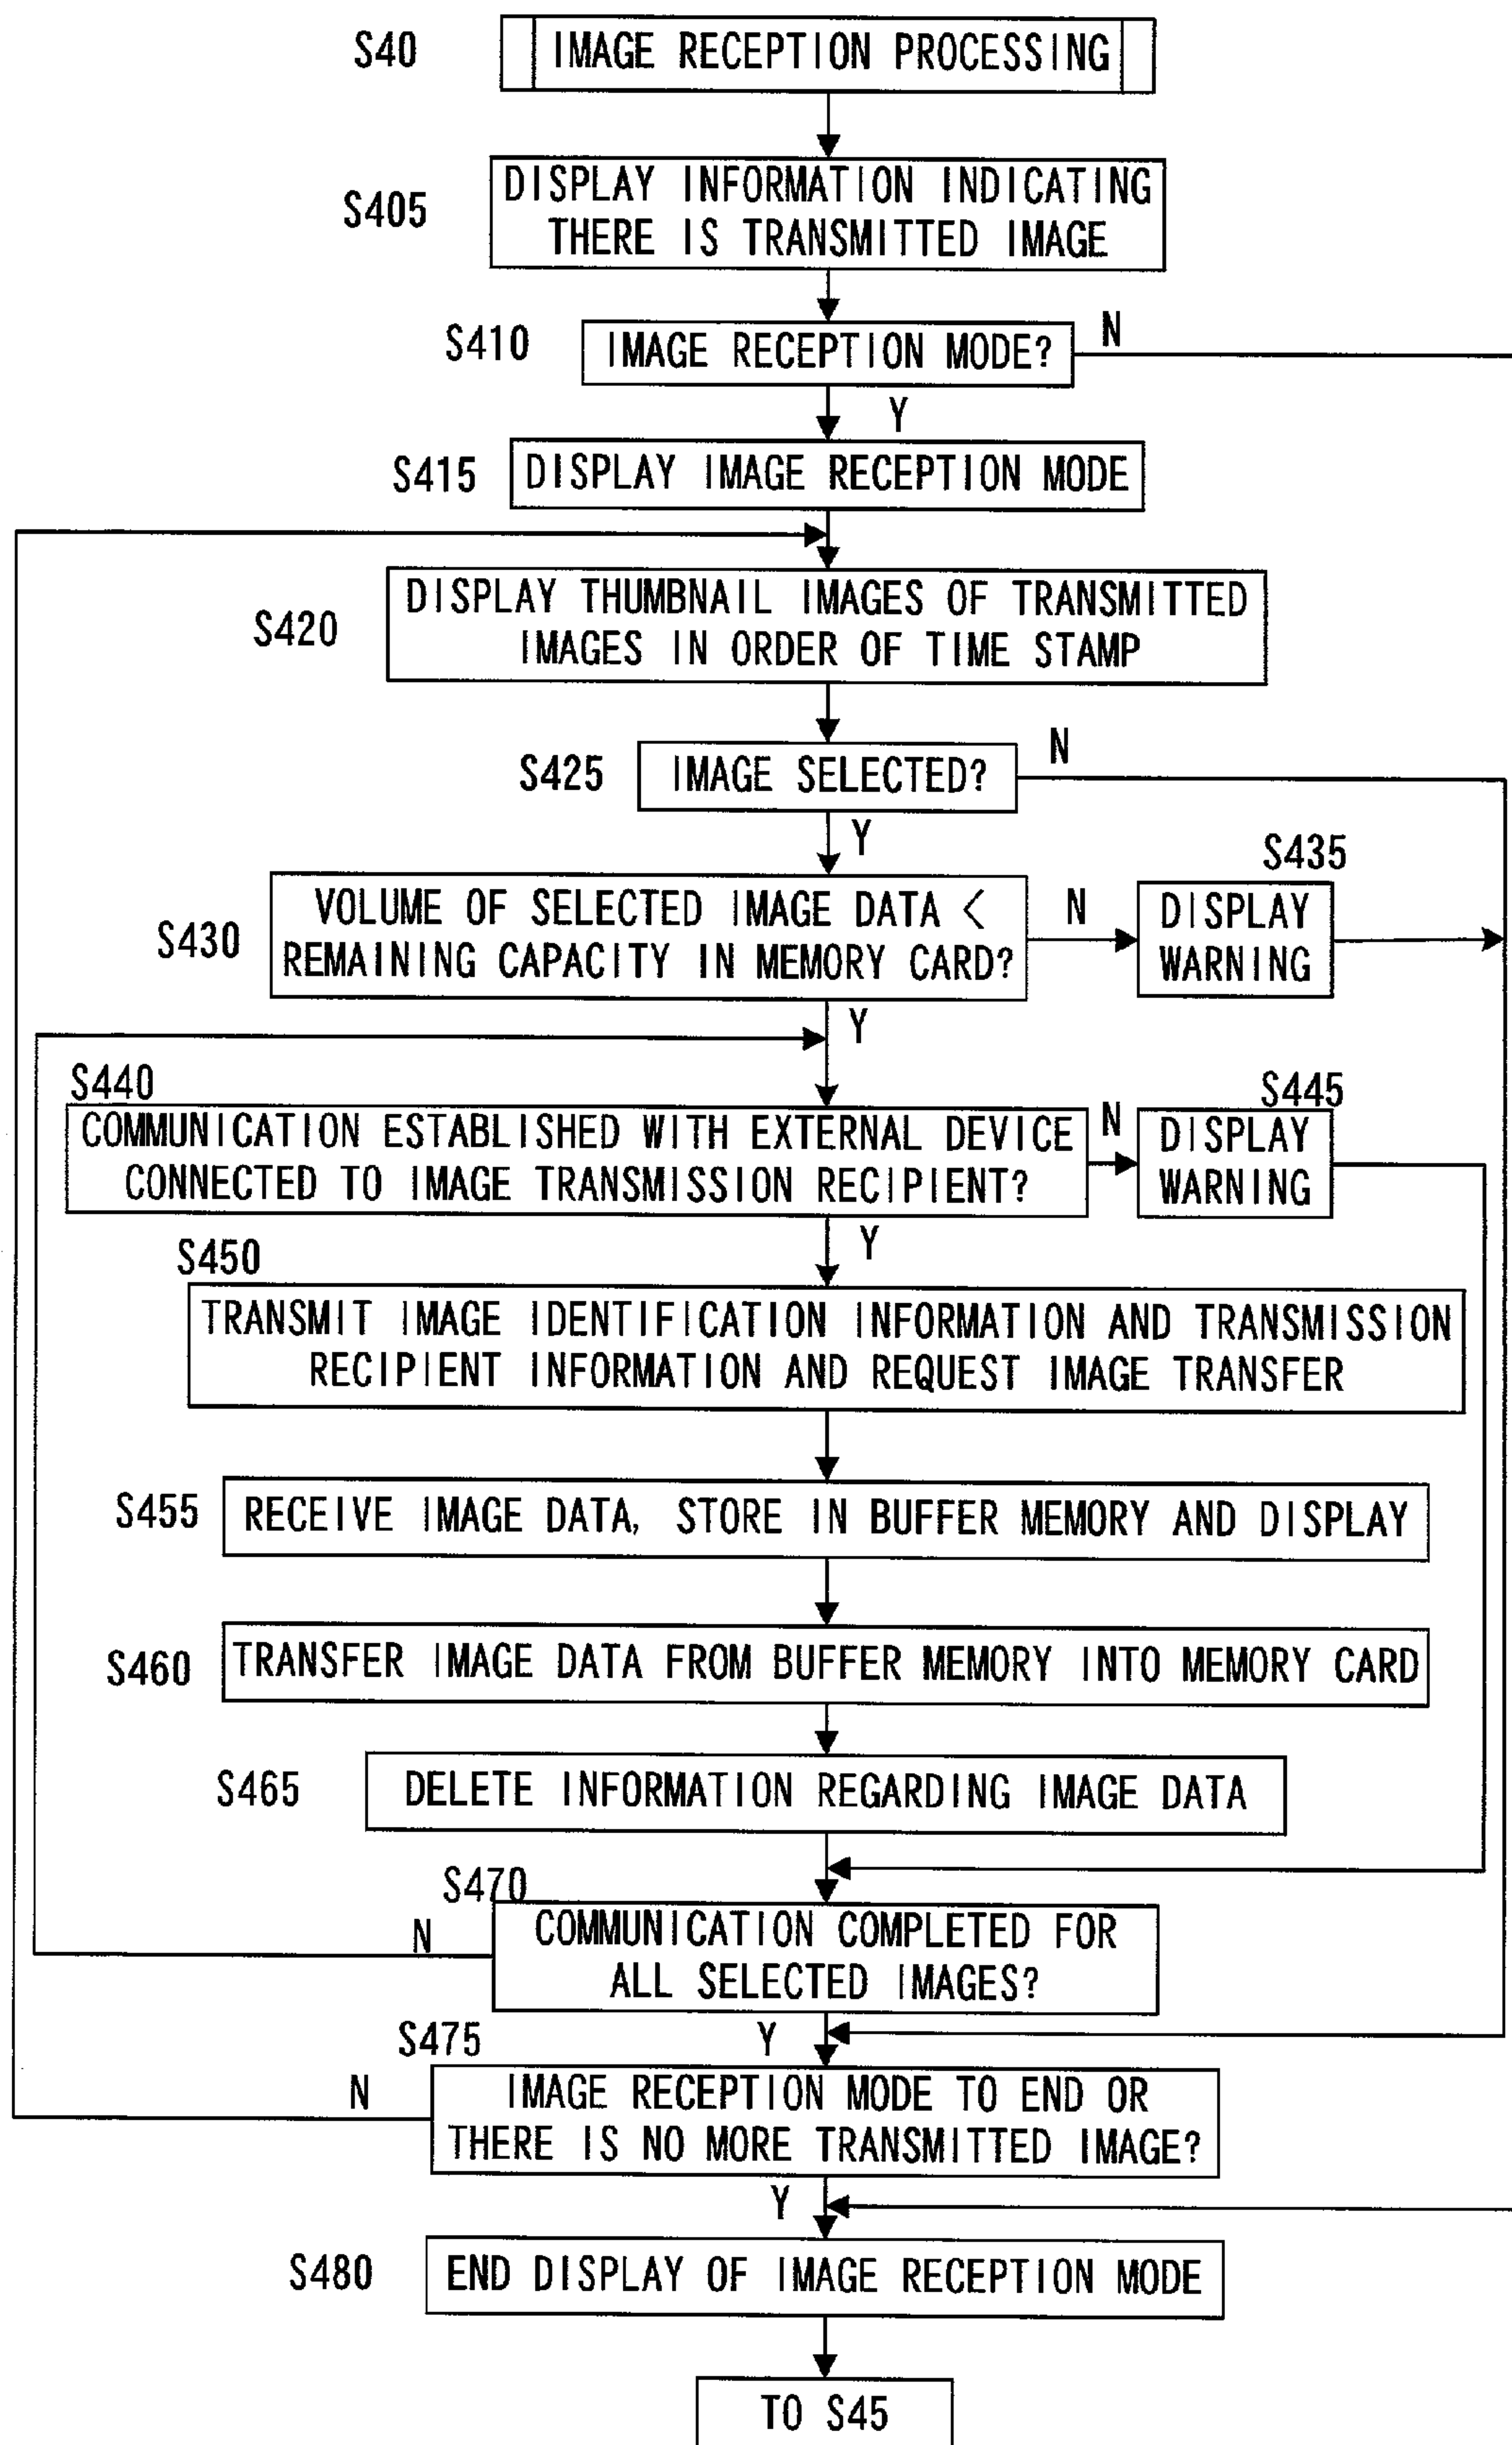 S40
IMAGE RECEPTION PROCESSING
S405
DISPLAY INFORMATION INDICATING
THERE IS TRANSMITTED IMAGE
S410
IMAGE RECEPTION MODE?
N
Y
S415
DISPLAY IMAGE RECEPTION MODE
S420
DISPLAY THUMBNAIL IMAGES OF TRANSMITTED
IMAGES IN ORDER OF TIME STAMP
S425
IMAGE SELECTED?
N
Y
S430
VOLUME OF SELECTED IMAGE DATA <
REMAINING CAPACITY IN MEMORY CARD?
N
S435
DISPLAY
WARNING
Y
S440
COMMUNICATION ESTABLISHED WITH EXTERNAL DEVICE
CONNECTED TO IMAGE TRANSMISSION RECIPIENT?
N
S445
DISPLAY
WARNING
Y
S450
TRANSMIT IMAGE IDENTIFICATION INFORMATION AND TRANSMISSION
RECIPIENT INFORMATION AND REQUEST IMAGE TRANSFER
S455
RECEIVE IMAGE DATA, STORE IN BUFFER MEMORY AND DISPLAY
S460
TRANSFER IMAGE DATA FROM BUFFER MEMORY INTO MEMORY CARD
S465
DELETE INFORMATION REGARDING IMAGE DATA
S470
N
COMMUNICATION COMPLETED FOR
ALL SELECTED IMAGES?
Y
S475
N
IMAGE RECEPTION MODE TO END OR
THERE IS NO MORE TRANSMITTED IMAGE?
Y
S480
END DISPLAY OF IMAGE RECEPTION MODE
TO S45